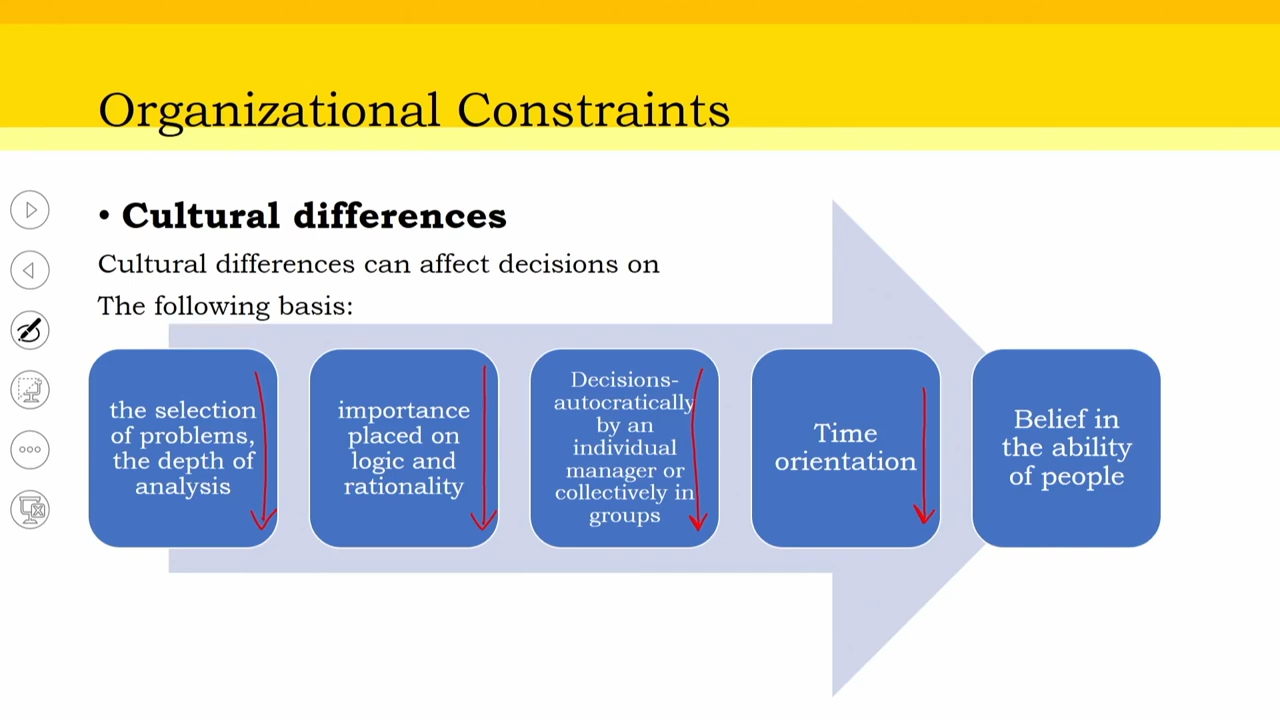 Organizational Constraints
• Cultural differences
Cultural differences can affect decisions on
The following basis:
the selection
of problems,
the depth of
analysis
importance
placed on
logic and
rationality
Decisions-
autocratically
by an
individual
manager or
collectively in
groups
Time
orientation
Belief in
the ability
of people